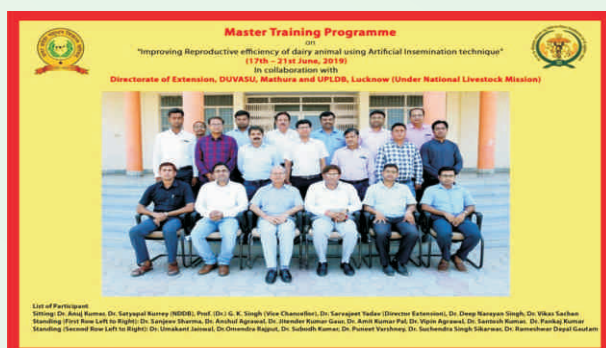 Master Training Programme
on
"Improving Reproductive efficiency of dairy animal using Artificial Insemination technique"
(17th – 21st June, 2019)
In collaboration with
Directorate of Extension, DUVASU, Mathura and UPLDB, Lucknow (Under National Livestock Mission)
List of Participant
Sitting: Dr. Anuj Kumar, Dr. Satyapal Kurrey (NDDB), Prof. (Dr.) G. K. Singh (Vice Chancellor), Dr. Sarvajeet Yadav (Director Extension), Dr. Deep Narayan Singh, Dr. Vikas Sachan
Standing (First Row Left to Right): Dr. Sanjeev Sharma, Dr. Anshul Agrawal, Dr. Jitender Kumar Gaur, Dr. Amit Kumar Pal, Dr. Vipin Agrawal, Dr. Santosh Kumar, Dr. Pankaj Kumar
Standing (Second Row Left to Right): Dr. Umakant Jaiswal, Dr.Omendra Rajput, Dr. Subodh Kumar, Dr. Puneet Varshney, Dr. Suchendra Singh Sikarwar, Dr. Rameshwar Dayal Gautam